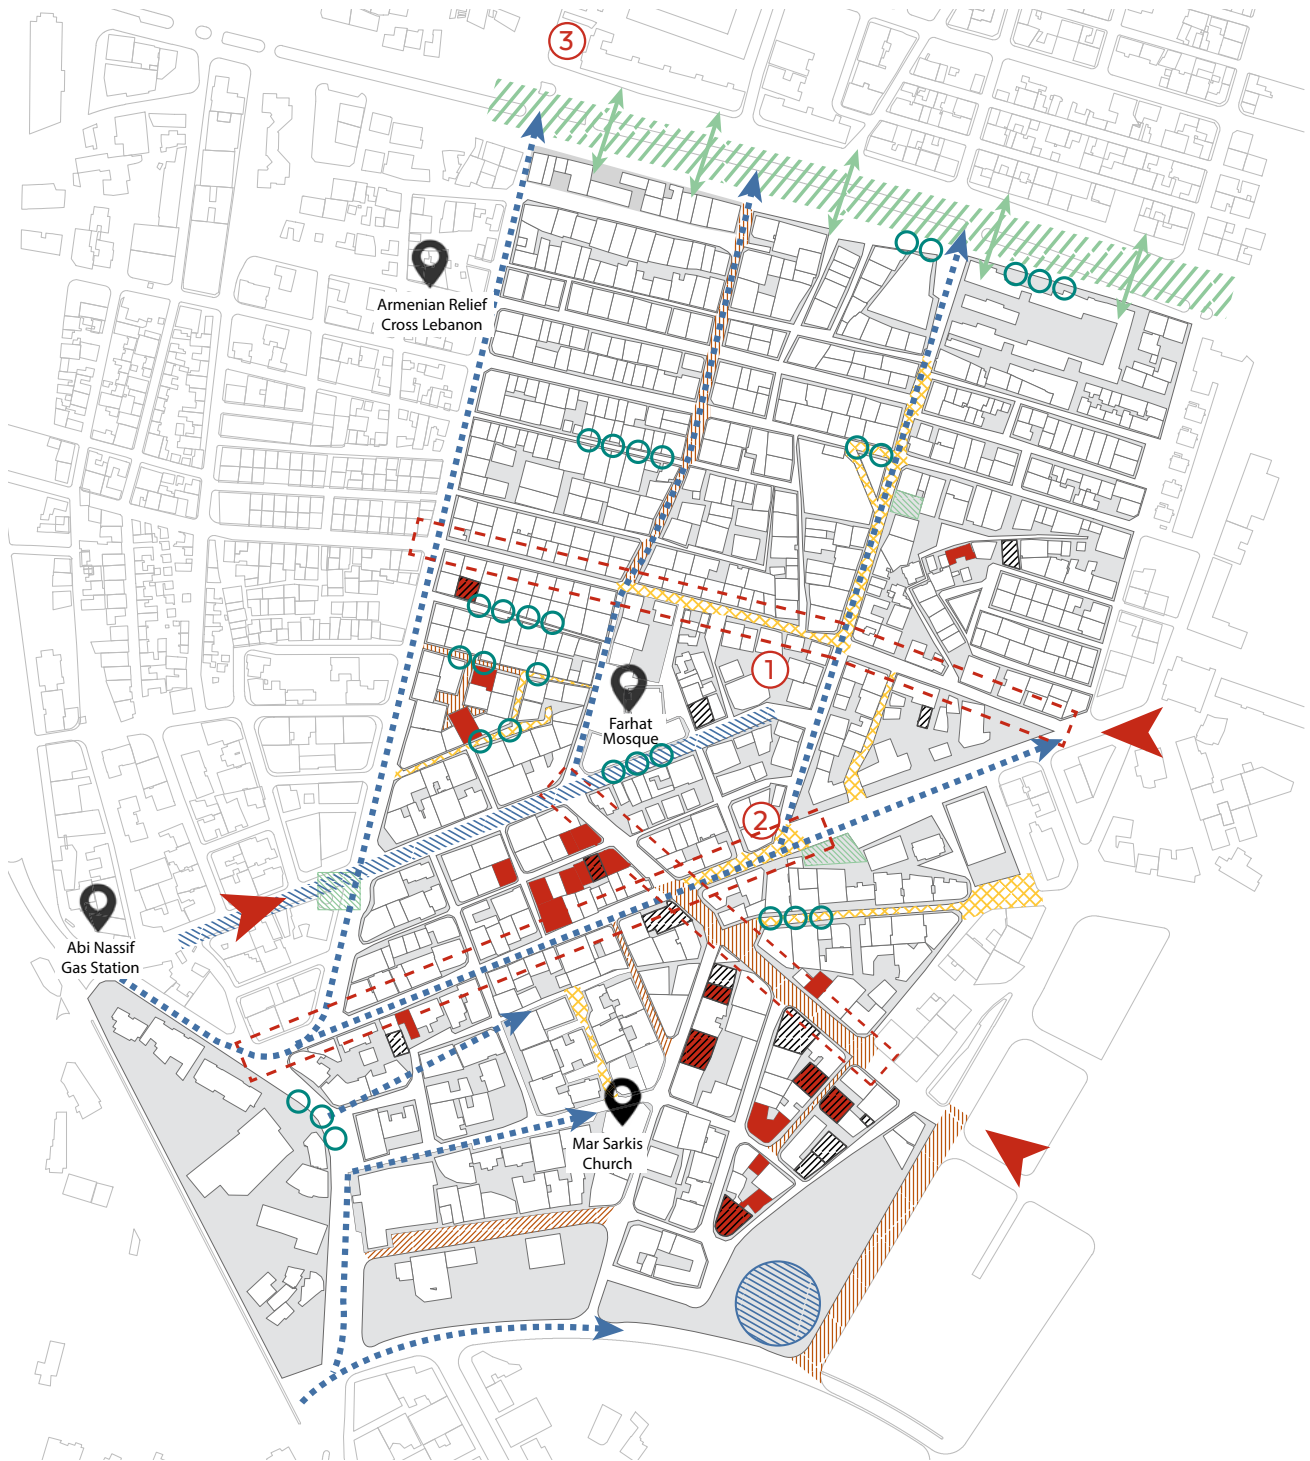 3
Armenian Relief
Cross Lebanon
1
Farhat
Mosque
2
Abi Nassif
Gas Station
Mar Sarkis
Church